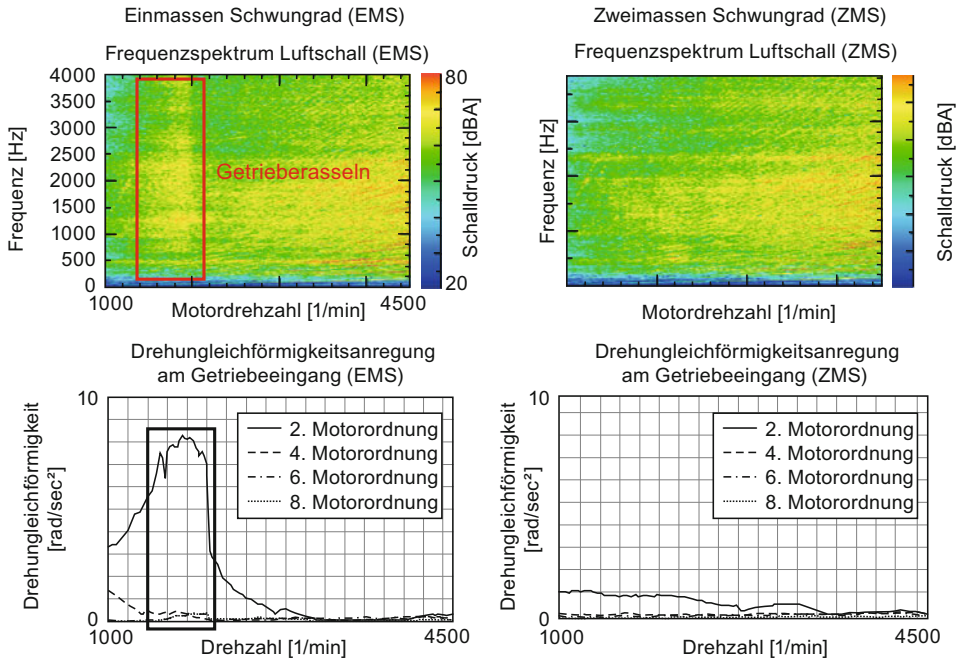 Einmassen Schwungrad (EMS)
Frequenzspektrum Luftschall (EMS)
4000
3500
3000
2500
2000
1500
1000
500
0
Frequenz [Hz]
Getrieberasseln
80
20
Schalldruck [dBA]
1000
4500
Motordrehzahl [1/min]
Zweimassen Schwungrad (ZMS)
Frequenzspektrum Luftschall (ZMS)
Frequenz [Hz]
Schalldruck [dBA]
Motordrehzahl [1/min]
Drehungleichförmigkeitsanregung
am Getriebeeingang (EMS)
10
0
Drehungleichförmigkeit
[rad/sec²]
2. Motorordnung
4. Motorordnung
6. Motorordnung
8. Motorordnung
1000
4500
Drehzahl [1/min]
Drehungleichförmigkeitsanregung
am Getriebeeingang (ZMS)
10
0
Drehungleichförmigkeit
[rad/sec²]
2. Motorordnung
4. Motorordnung
6. Motorordnung
8. Motorordnung
1000
4500
Drehzahl [1/min]